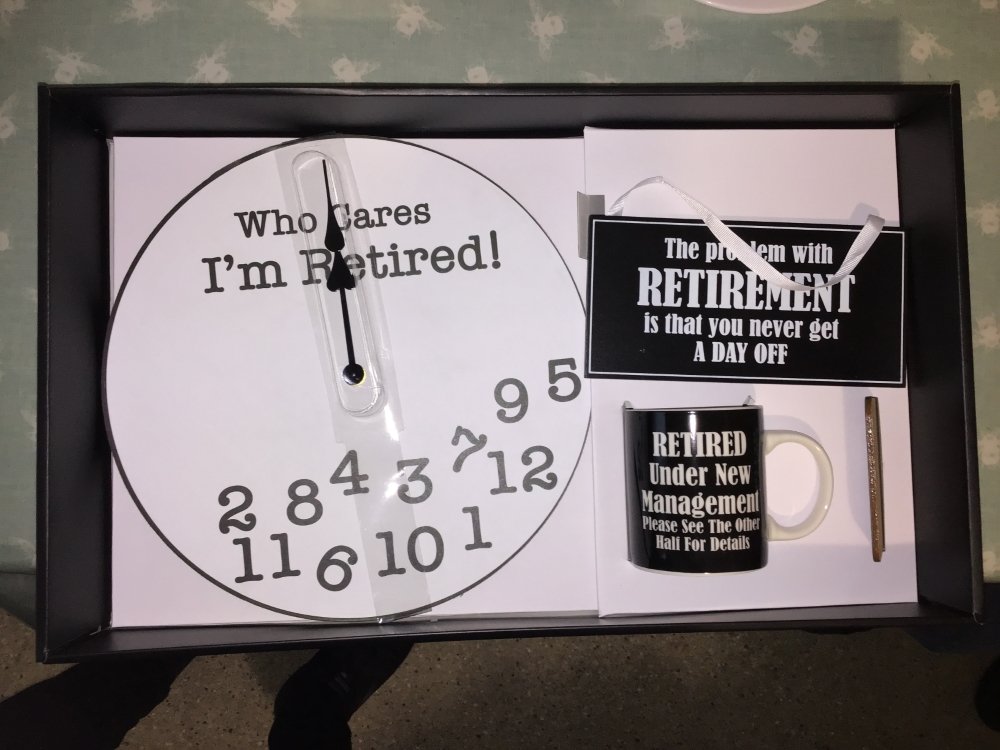 Who Cares
I'm Retired!
9 5
7
2 8 4 3 12
11 6 10 1
The problem with
RETIREMENT
is that you never get
A DAY OFF
RETIRED
Under New
Management
Please See The Other
Half For Details